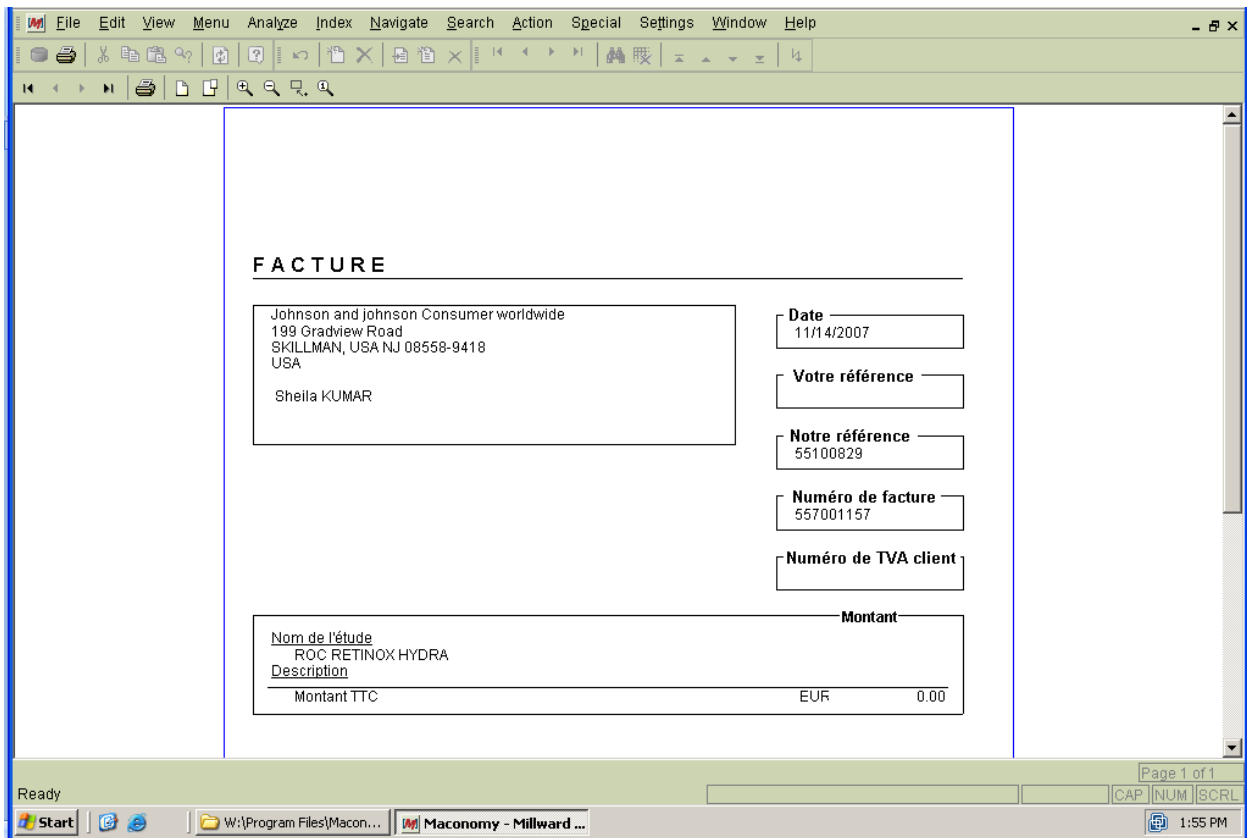 File Edit View Menu Analyze Index Navigate Search Action Special Settings Window Help
FACTURE
Johnson and johnson Consumer worldwide
199 Gradview Road
SKILLMAN, USA NJ 08558-9418
USA
Sheila KUMAR
Date
11/14/2007
Votre référence
Notre référence
55100829
Numéro de facture
557001157
Numéro de TVA client
Montant
Nom de l'étude
ROC RETINOX HYDRA
Description
Montant TTC EUR 0.00
Page 1 of 1
Ready
CAP NUM SCRL
Start W:\Program Files\Macon... Maconomy - Millward ... 1:55 PM